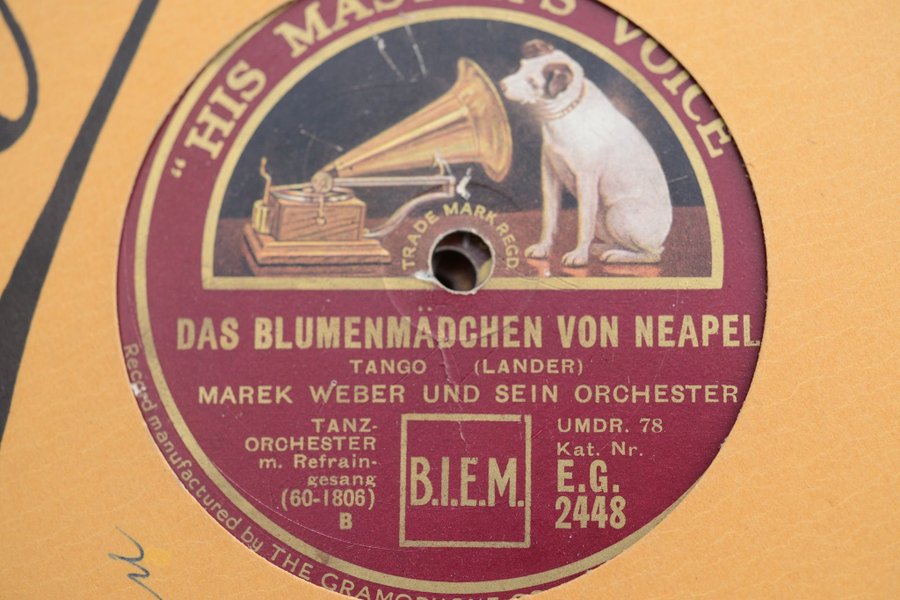 "HIS MASTER'S VOICE
TRADE MARK REGD.
DAS BLUMENMÄDCHEN VON NEAPEL
TANGO (LANDER)
MAREK WEBER UND SEIN ORCHESTER
TANZ-
ORCHESTER
m. Refrain-
gesang
(60-1806)
B
B.I.E.M.
UMDR. 78
Kat. Nr.
E.G.
2448
Record manufactured by THE GRAMOPHONE